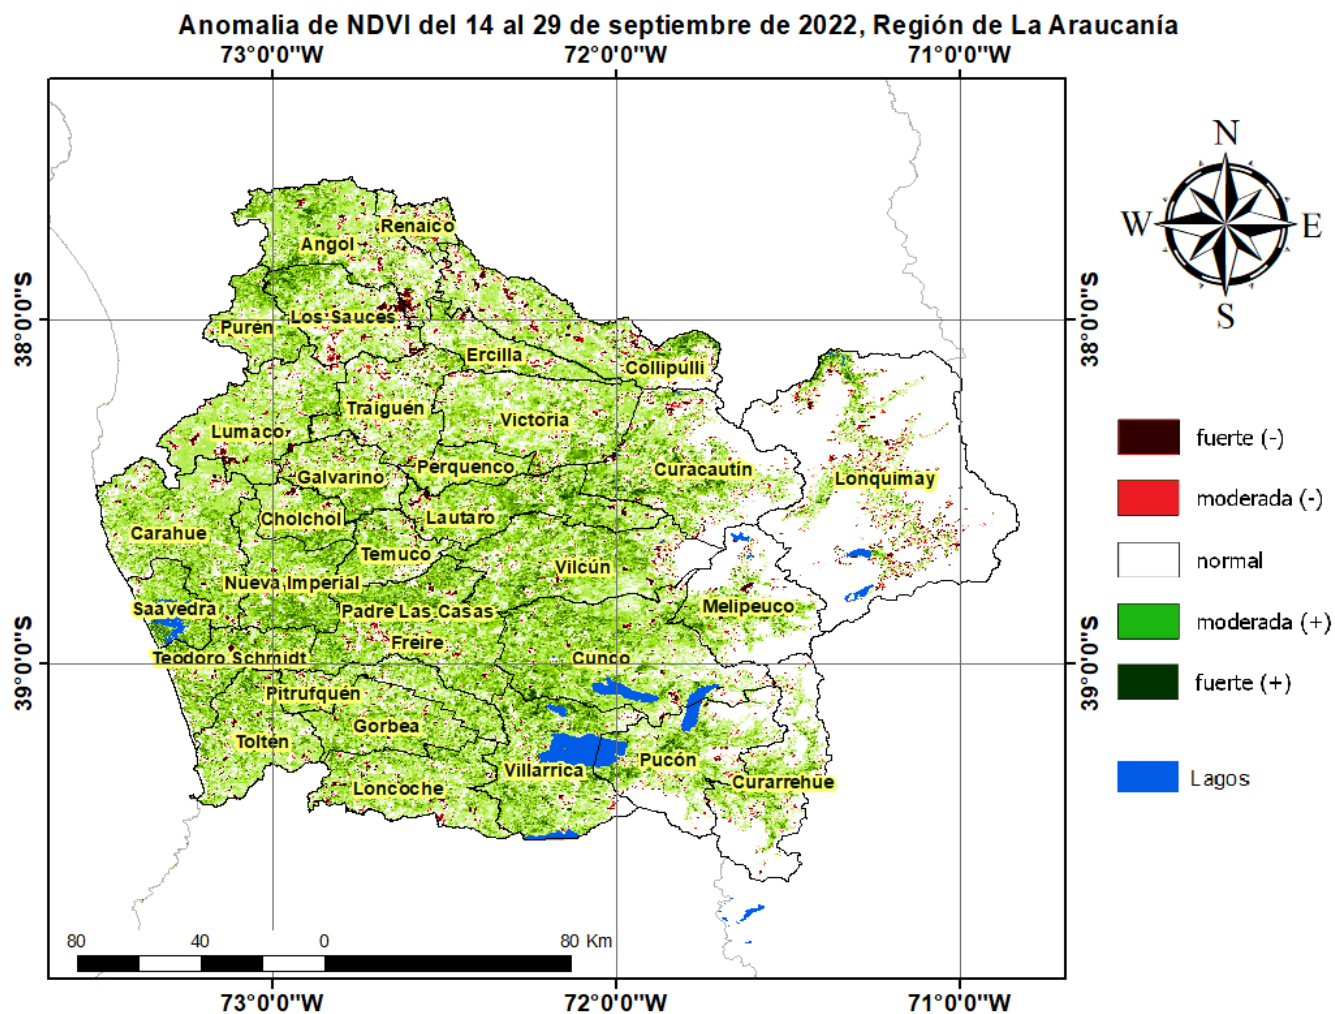 Anomalia de NDVI del 14 al 29 de septiembre de 2022, Región de La Araucanía
73°0'0"W 72°0'0"W 71°0'0"W
N
W E
S
38°0'0"S 38°0'0"S
39°0'0"S 39°0'0"S
Renaico
Angol
Los Sauces
Purén
Ercilla
Collipulli
Traiguén
Victoria
Lumaco
Perquenco
Curacautín
Galvarino
Lonquimay
Cholchol
Lautaro
Carahue
Temuco
Vilcún
Nueva Imperial
Saavedra
Padre Las Casas
Melipeuco
Freire
Teodoro Schmidt
Cunco
Pitrufquén
Gorbea
Toltén
Pucón
Villarrica
Curarrehue
Loncoche
fuerte (-)
moderada (-)
normal
moderada (+)
fuerte (+)
Lagos
80 40 0 80 Km
73°0'0"W 72°0'0"W 71°0'0"W